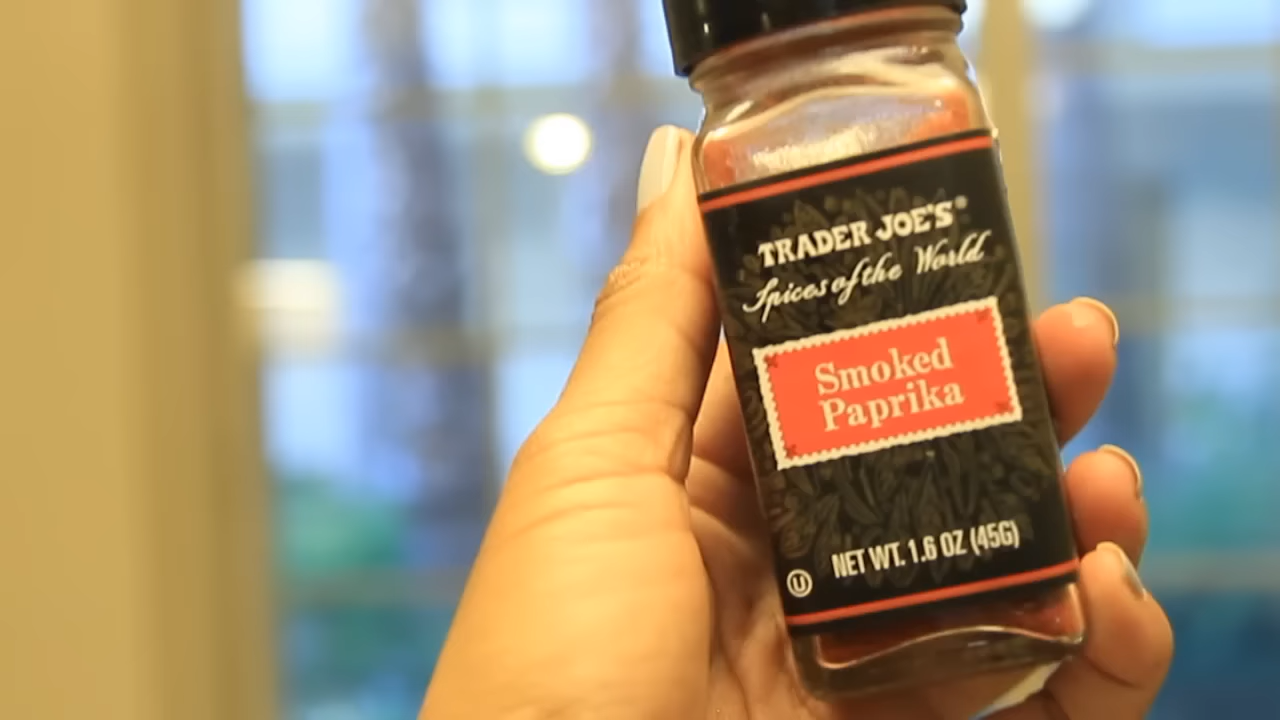 TRADER JOE'S®
Spices of the World
Smoked
Paprika
NET WT. 1.6 OZ (45G)
U